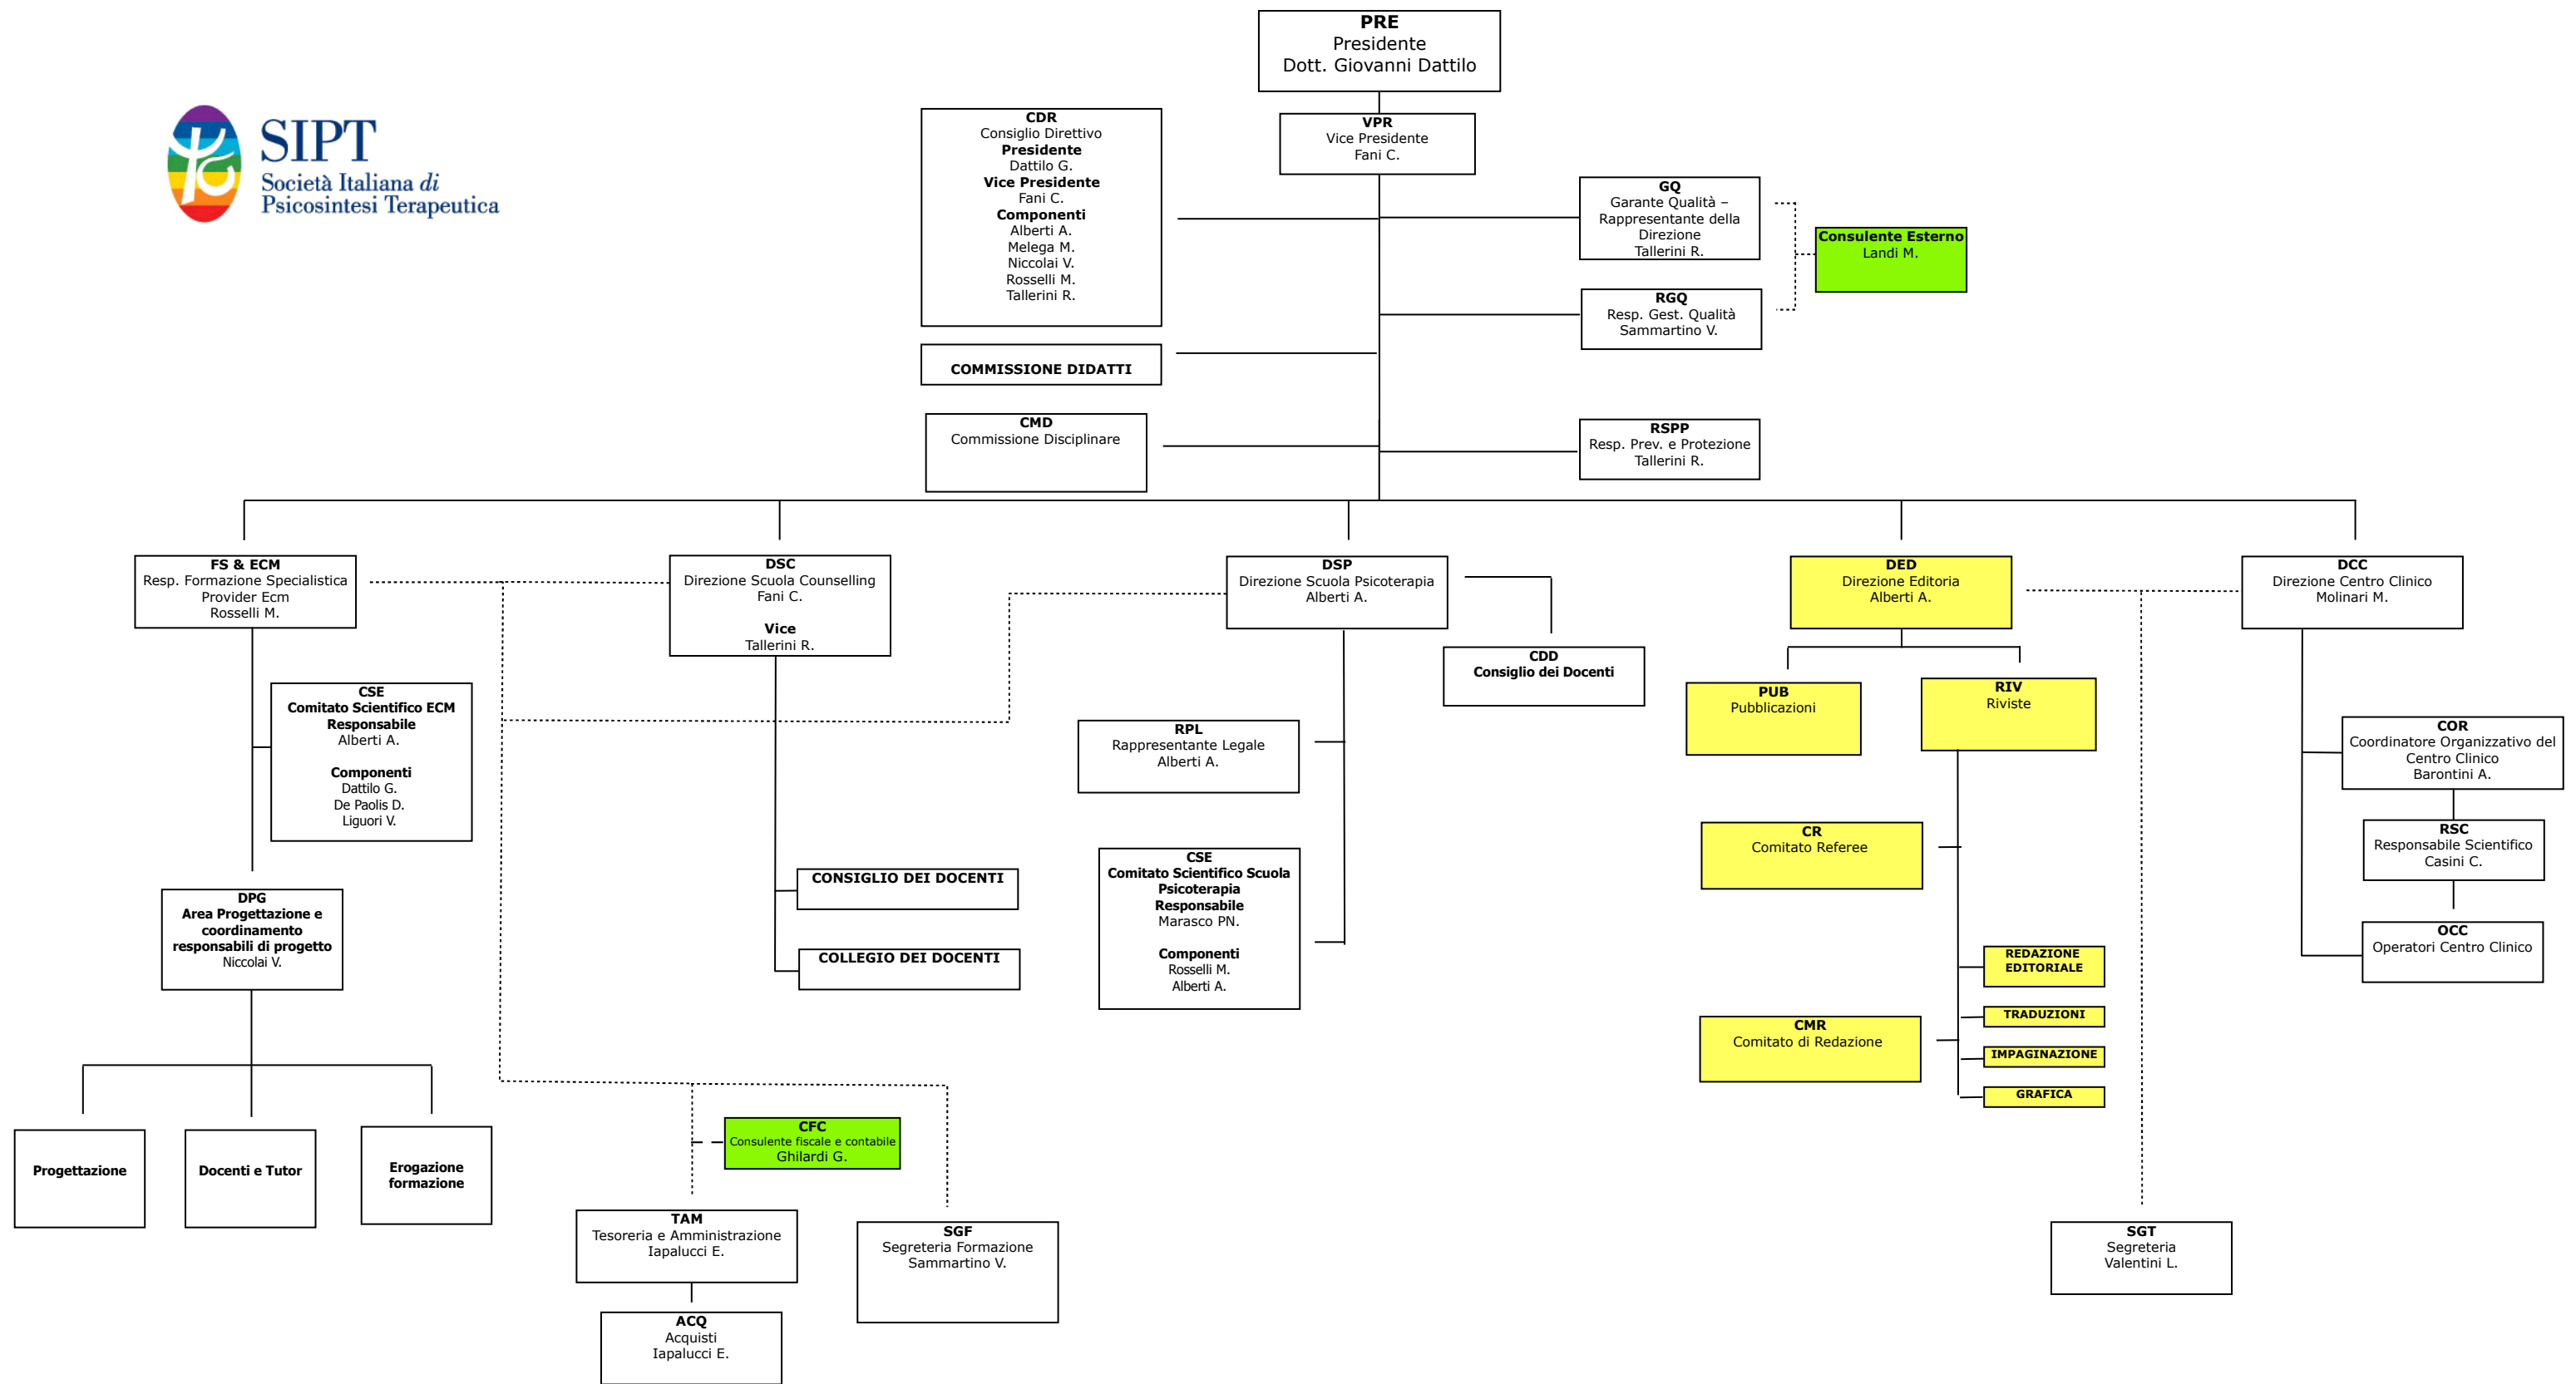 PRE
Presidente
Dott. Giovanni Dattilo
SIPT
Società Italiana di
Psicosintesi Terapeutica
CDR
Consiglio Direttivo
Presidente
Dattilo G.
Vice Presidente
Fani C.
Componenti
Alberti A.
Melega M.
Niccolai V.
Rosselli M.
Tallerini R.
VPR
Vice Presidente
Fani C.
GQ
Garante Qualità –
Rappresentante della
Direzione
Tallerini R.
Consulente Esterno
Landi M.
RGQ
Resp. Gest. Qualità
Sammartino V.
COMMISSIONE DIDATTI
CMD
Commissione Disciplinare
RSPP
Resp. Prev. e Protezione
Tallerini R.
FS & ECM
Resp. Formazione Specialistica
Provider Ecm
Rosselli M.
DSC
Direzione Scuola Counselling
Fani C.
Vice
Tallerini R.
DSP
Direzione Scuola Psicoterapia
Alberti A.
DED
Direzione Editoria
Alberti A.
DCC
Direzione Centro Clinico
Molinari M.
CDD
Consiglio dei Docenti
CSE
Comitato Scientifico ECM
Responsabile
Alberti A.
Componenti
Dattilo G.
De Paolis D.
Liguori V.
RPL
Rappresentante Legale
Alberti A.
PUB
Pubblicazioni
RIV
Riviste
COR
Coordinatore Organizzativo del
Centro Clinico
Barontini A.
CR
Comitato Referee
RSC
Responsabile Scientifico
Casini C.
DPG
Area Progettazione e
coordinamento
responsabili di progetto
Niccolai V.
CONSIGLIO DEI DOCENTI
COLLEGIO DEI DOCENTI
CSE
Comitato Scientifico Scuola
Psicoterapia
Responsabile
Marasco PN.
Componenti
Rosselli M.
Alberti A.
OCC
Operatori Centro Clinico
REDAZIONE
EDITORIALE
TRADUZIONI
CMR
Comitato di Redazione
IMPAGINAZIONE
GRAFICA
Progettazione
Docenti e Tutor
Erogazione
formazione
CFC
Consulente fiscale e contabile
Ghilardi G.
TAM
Tesoreria e Amministrazione
Iapalucci E.
SGF
Segreteria Formazione
Sammartino V.
SGT
Segreteria
Valentini L.
ACQ
Acquisti
Iapalucci E.